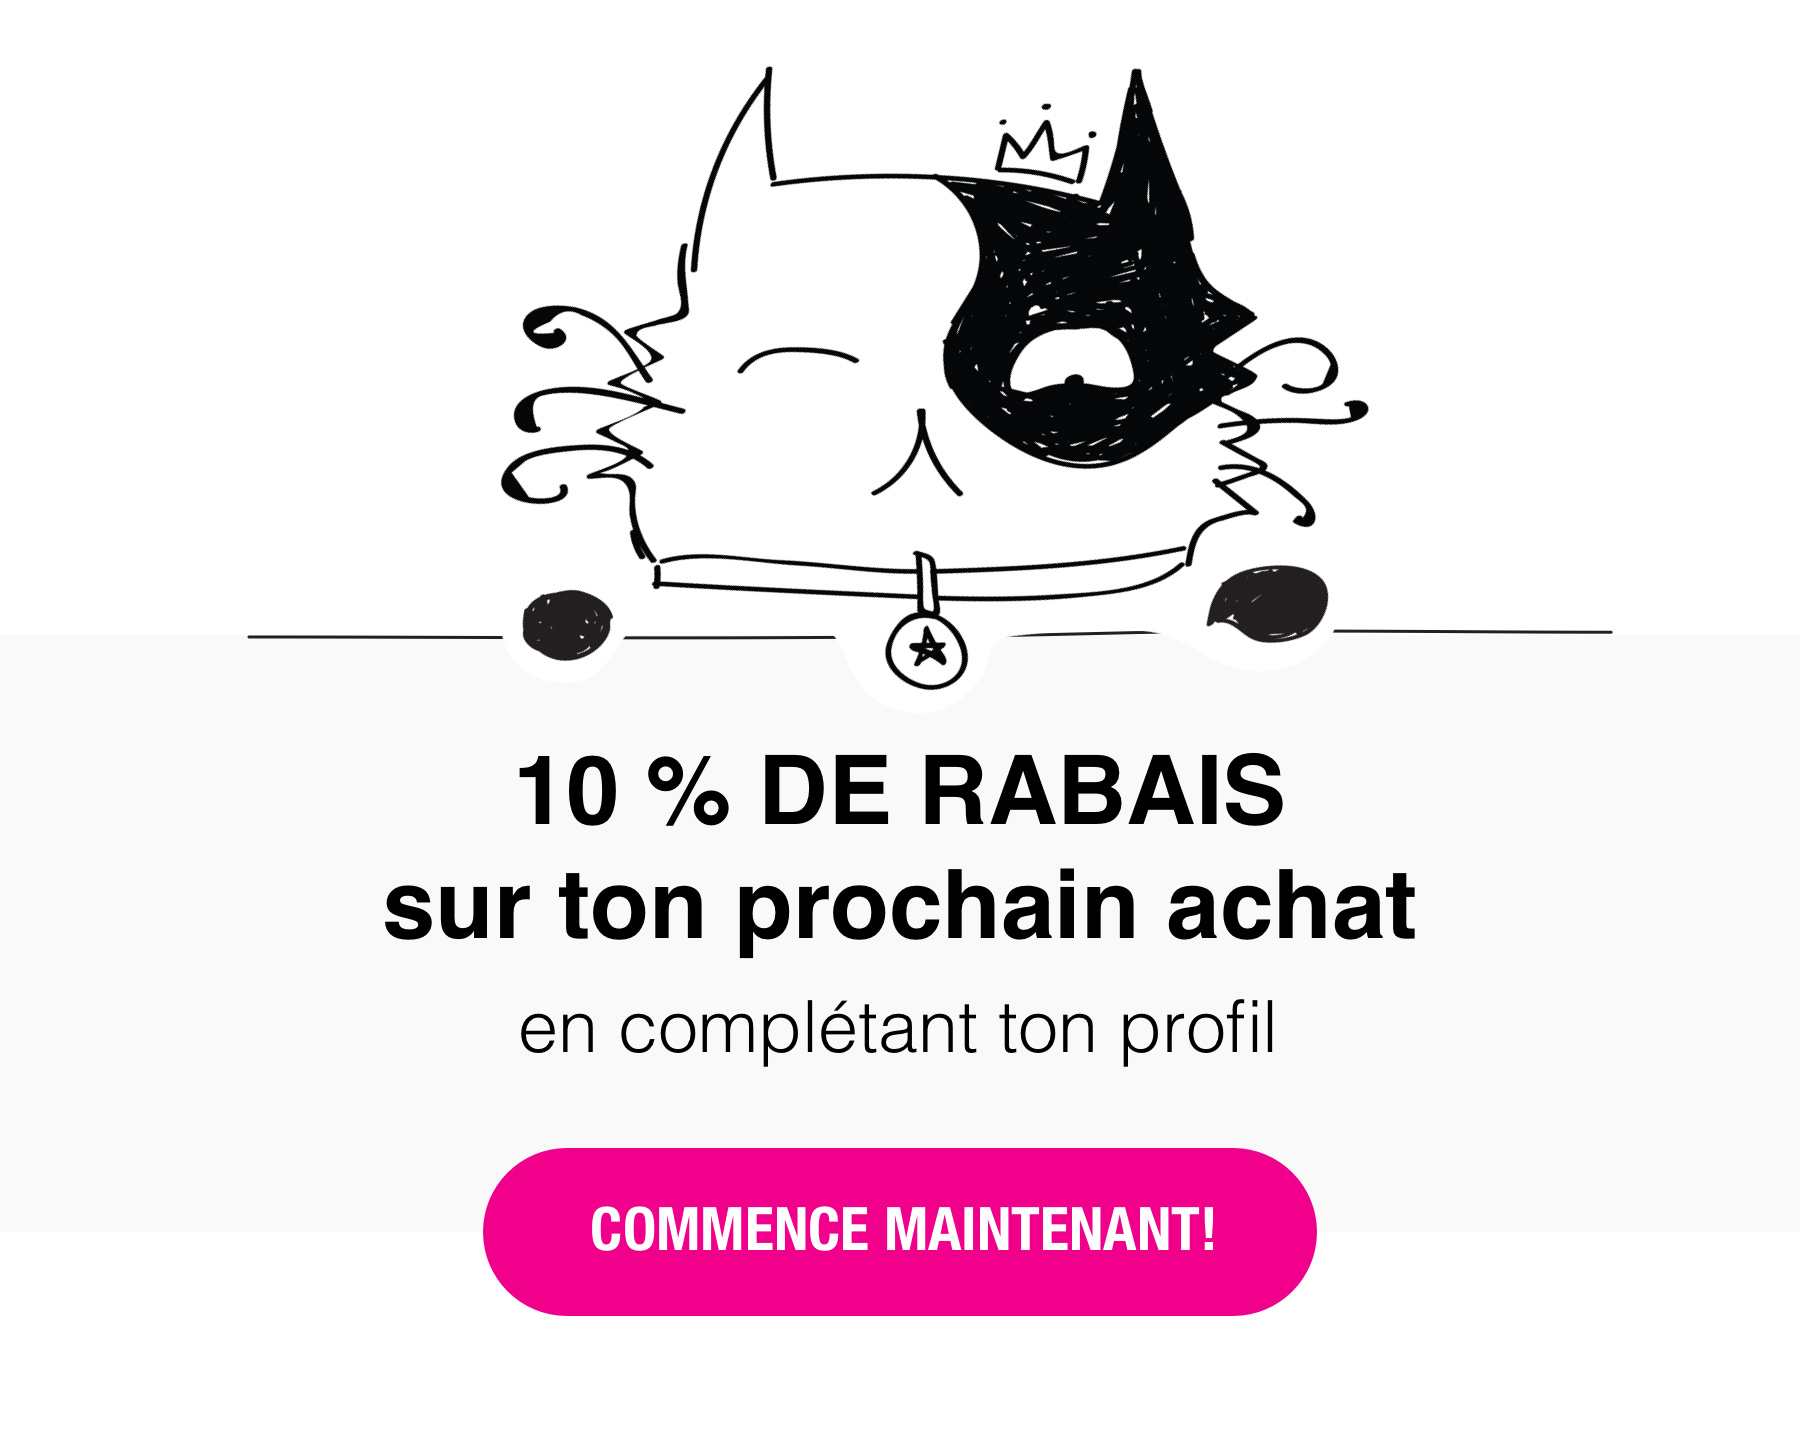 10 % DE RABAIS
sur ton prochain achat
en complétant ton profil
COMMENCE MAINTENANT!